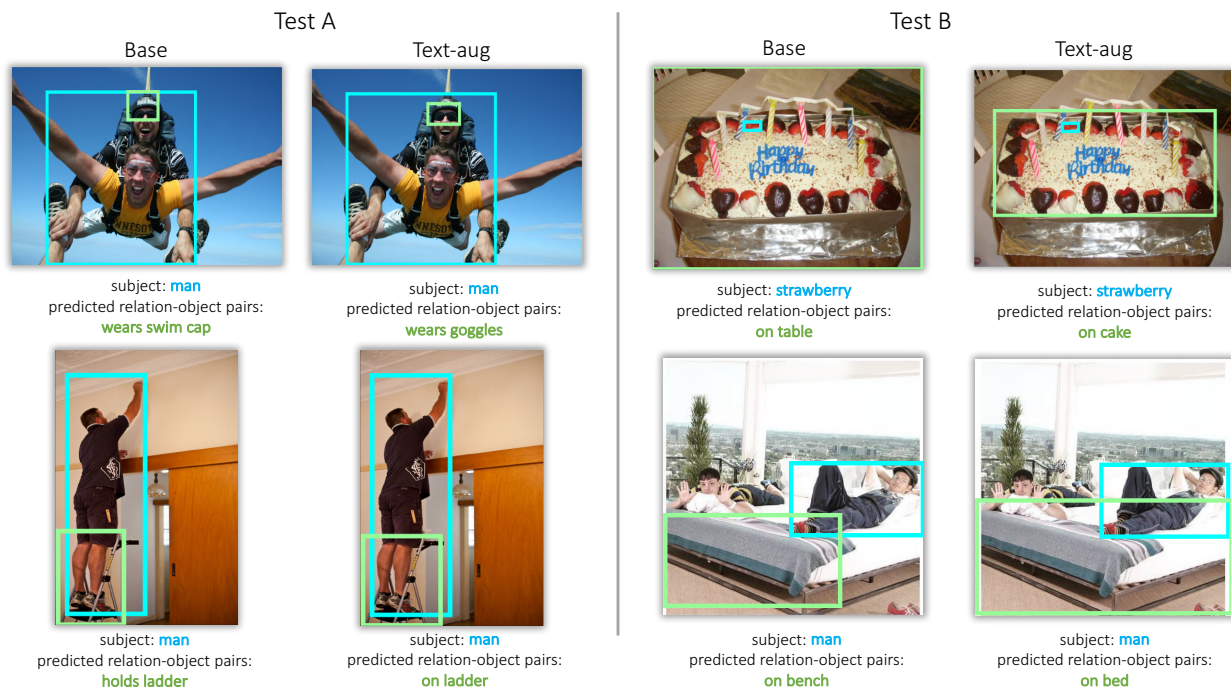 Test A
Test B
Base
Text-aug
Base
Text-aug
NNESOT
Happy
Birthday
Happy
Birthday
subject: man
predicted relation-object pairs:
wears swim cap
subject: man
predicted relation-object pairs:
wears goggles
subject: strawberry
predicted relation-object pairs:
on table
subject: strawberry
predicted relation-object pairs:
on cake
subject: man
predicted relation-object pairs:
holds ladder
subject: man
predicted relation-object pairs:
on ladder
subject: man
predicted relation-object pairs:
on bench
subject: man
predicted relation-object pairs:
on bed